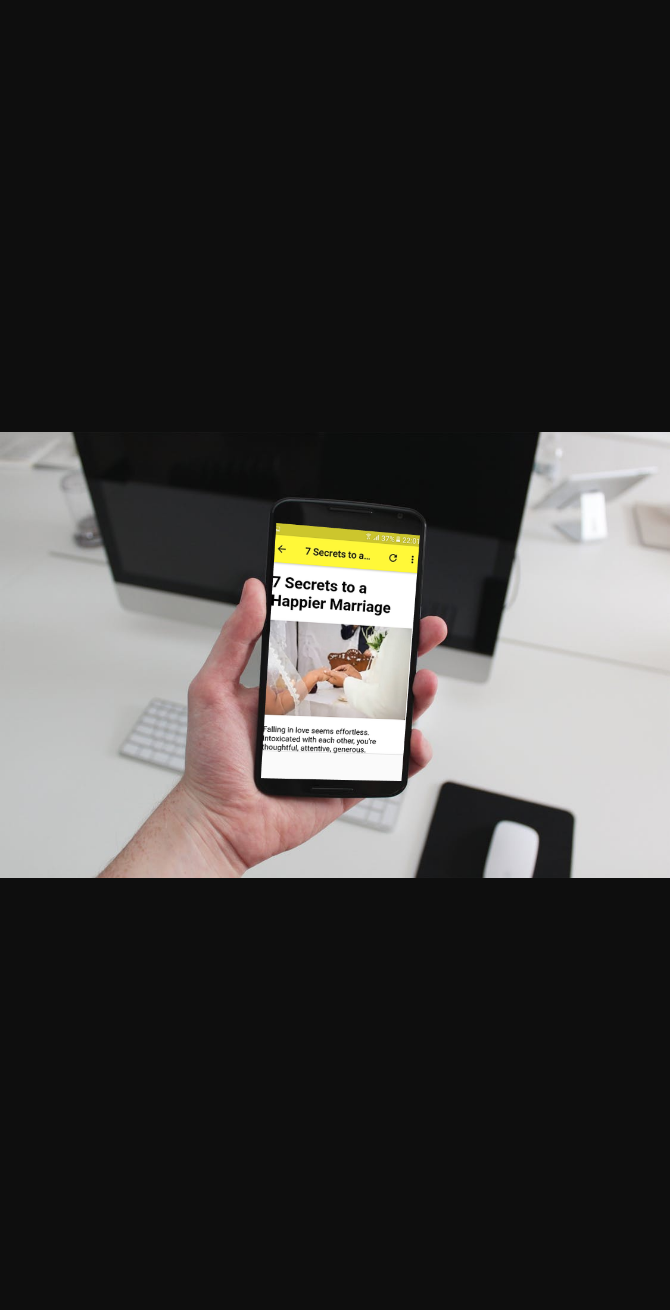 37% 22:01
7 Secrets to a...
7 Secrets to a
Happier Marriage
Falling in love seems effortless.
Intoxicated with each other, you're
thoughtful, attentive, generous.